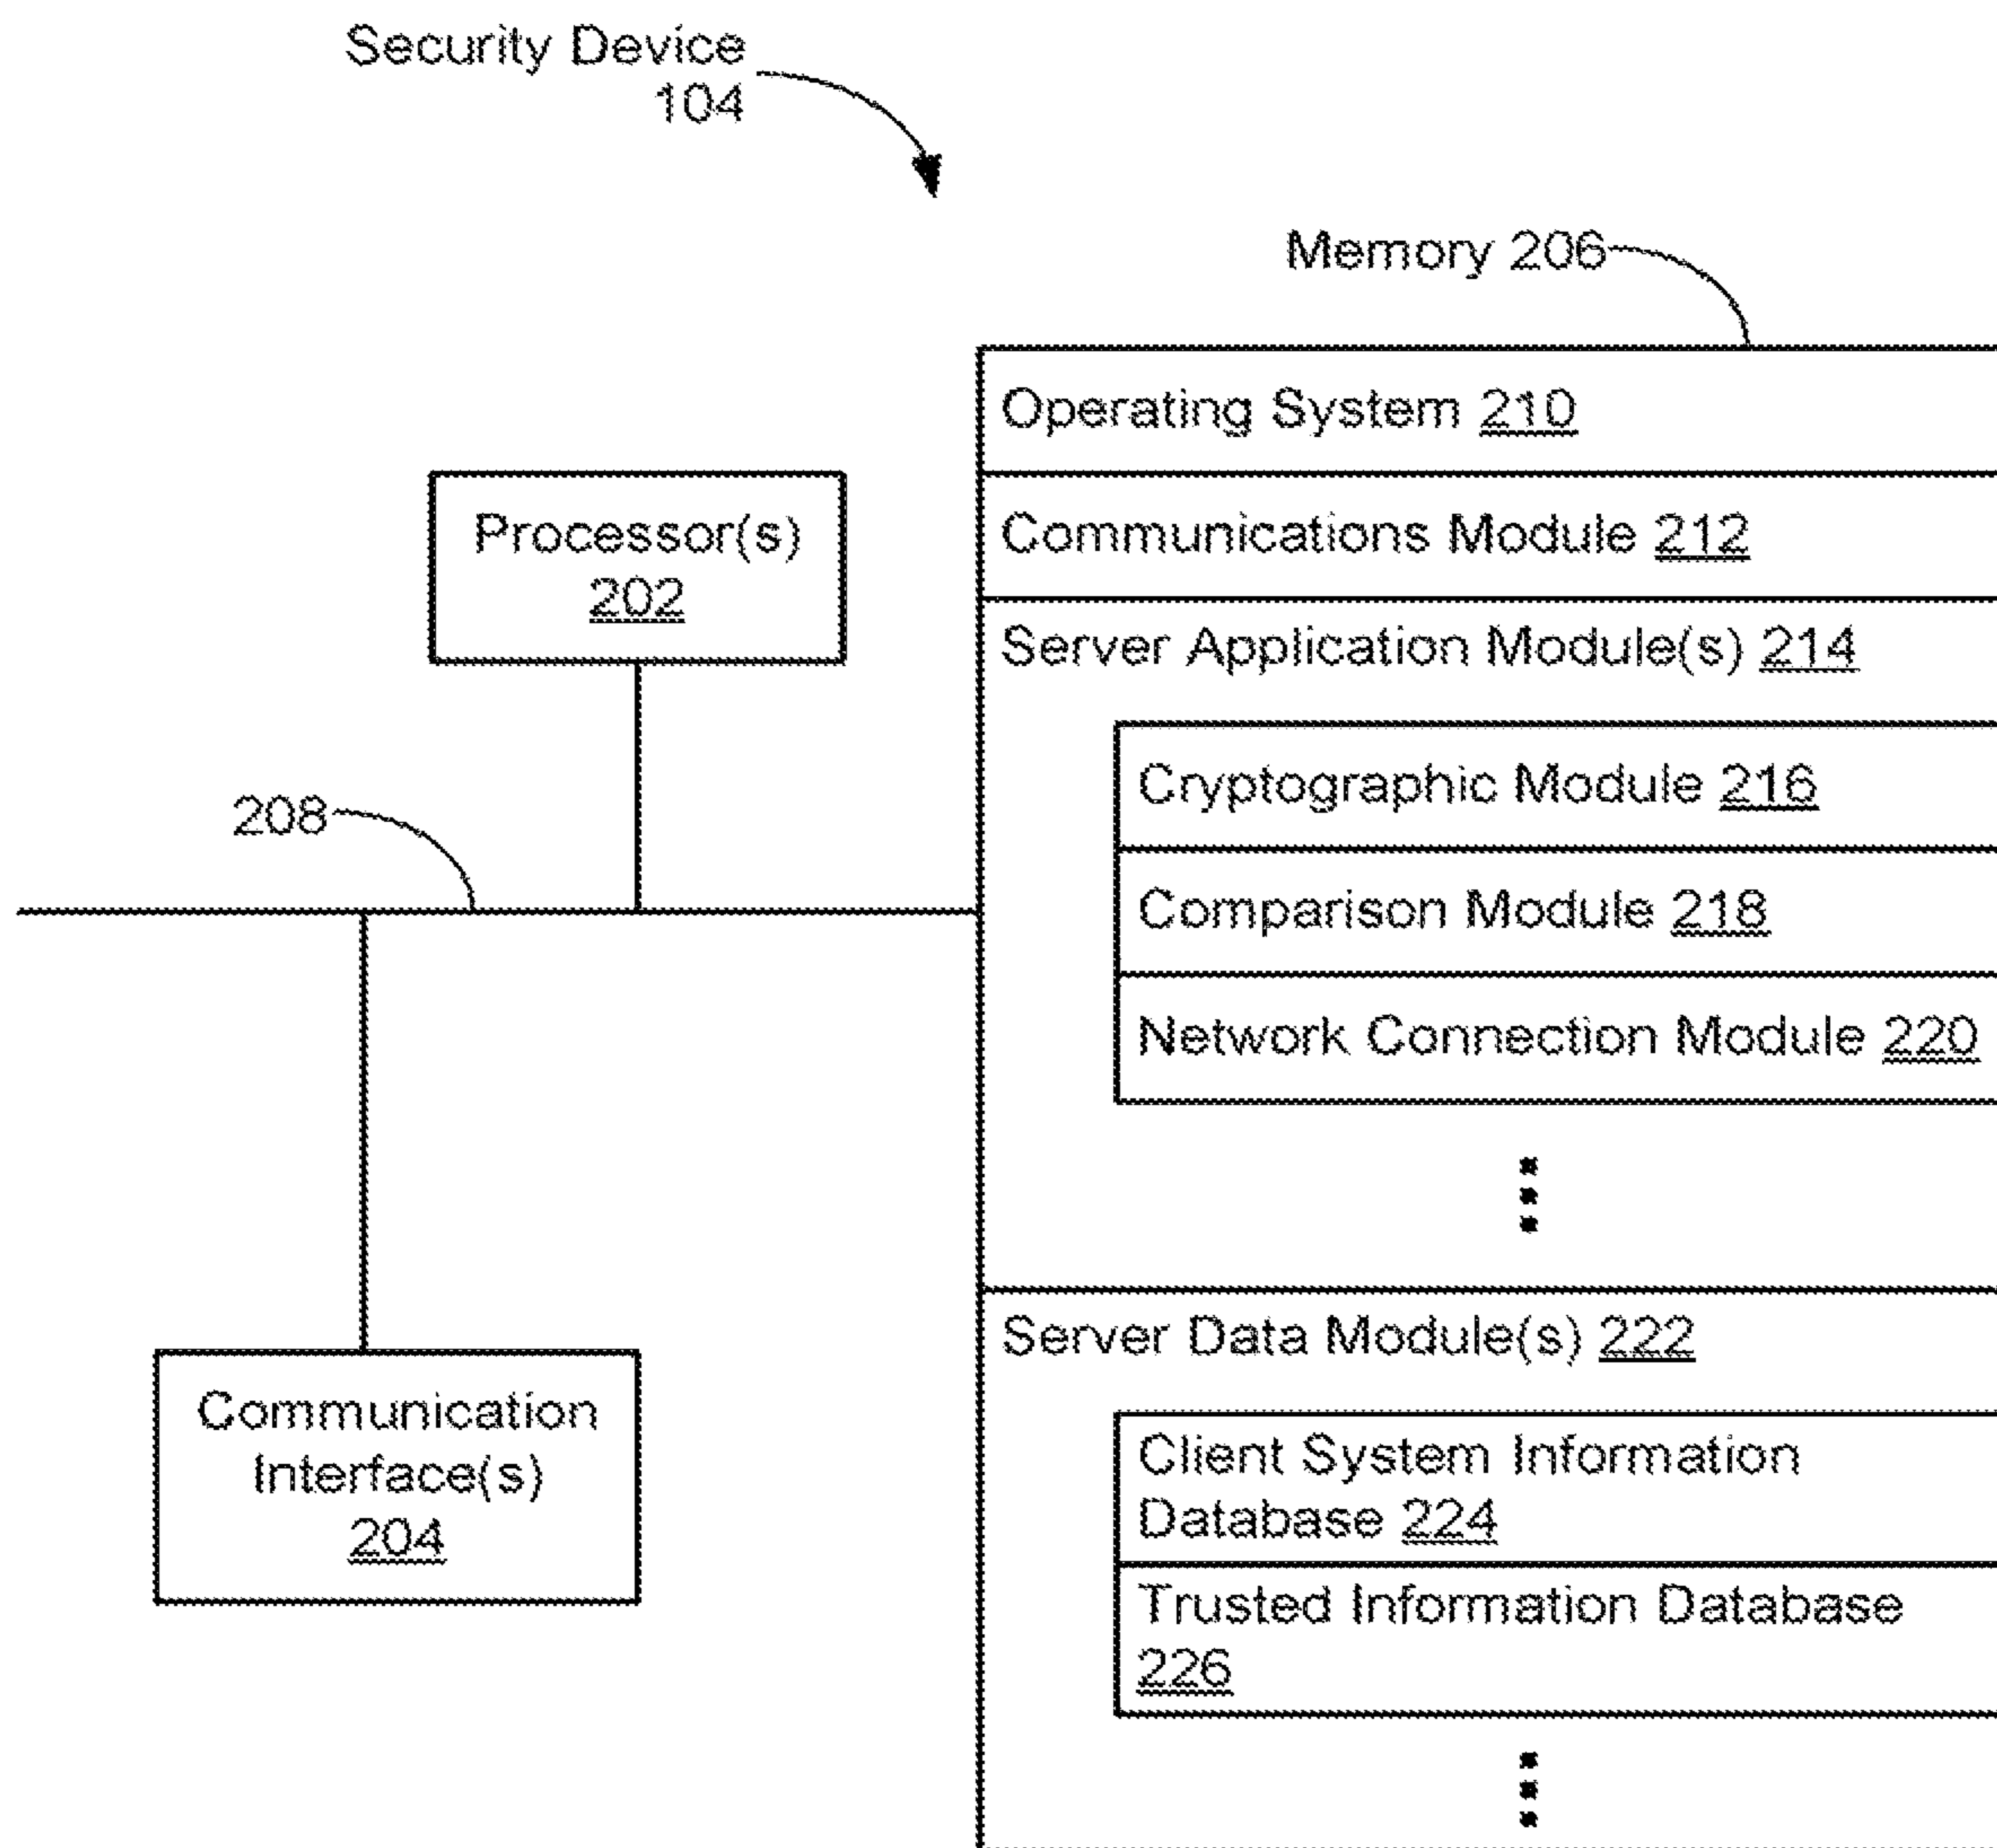 Security Device
104
Memory 206
Operating System 210
Communications Module 212
Server Application Module(s) 214
Cryptographic Module 216
Comparison Module 218
Network Connection Module 220
Server Data Module(s) 222
Client System Information
Database 224
Trusted Information Database
226
Processor(s)
202
208
Communication
Interface(s)
204